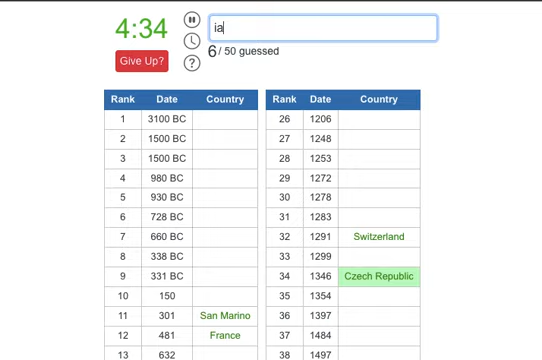 4:34
ia
6/ 50 guessed
Give Up?
?
Rank Date Country Rank Date Country
1 3100 BC 26 1206
2 1500 BC 27 1248
3 1500 BC 28 1253
4 980 BC 29 1272
5 930 BC 30 1278
6 728 BC 31 1283
7 660 BC 32 1291 Switzerland
8 338 BC 33 1299
9 331 BC 34 1346 Czech Republic
10 150 35 1354
11 301 San Marino 36 1397
12 481 France 37 1484
13 632 38 1497